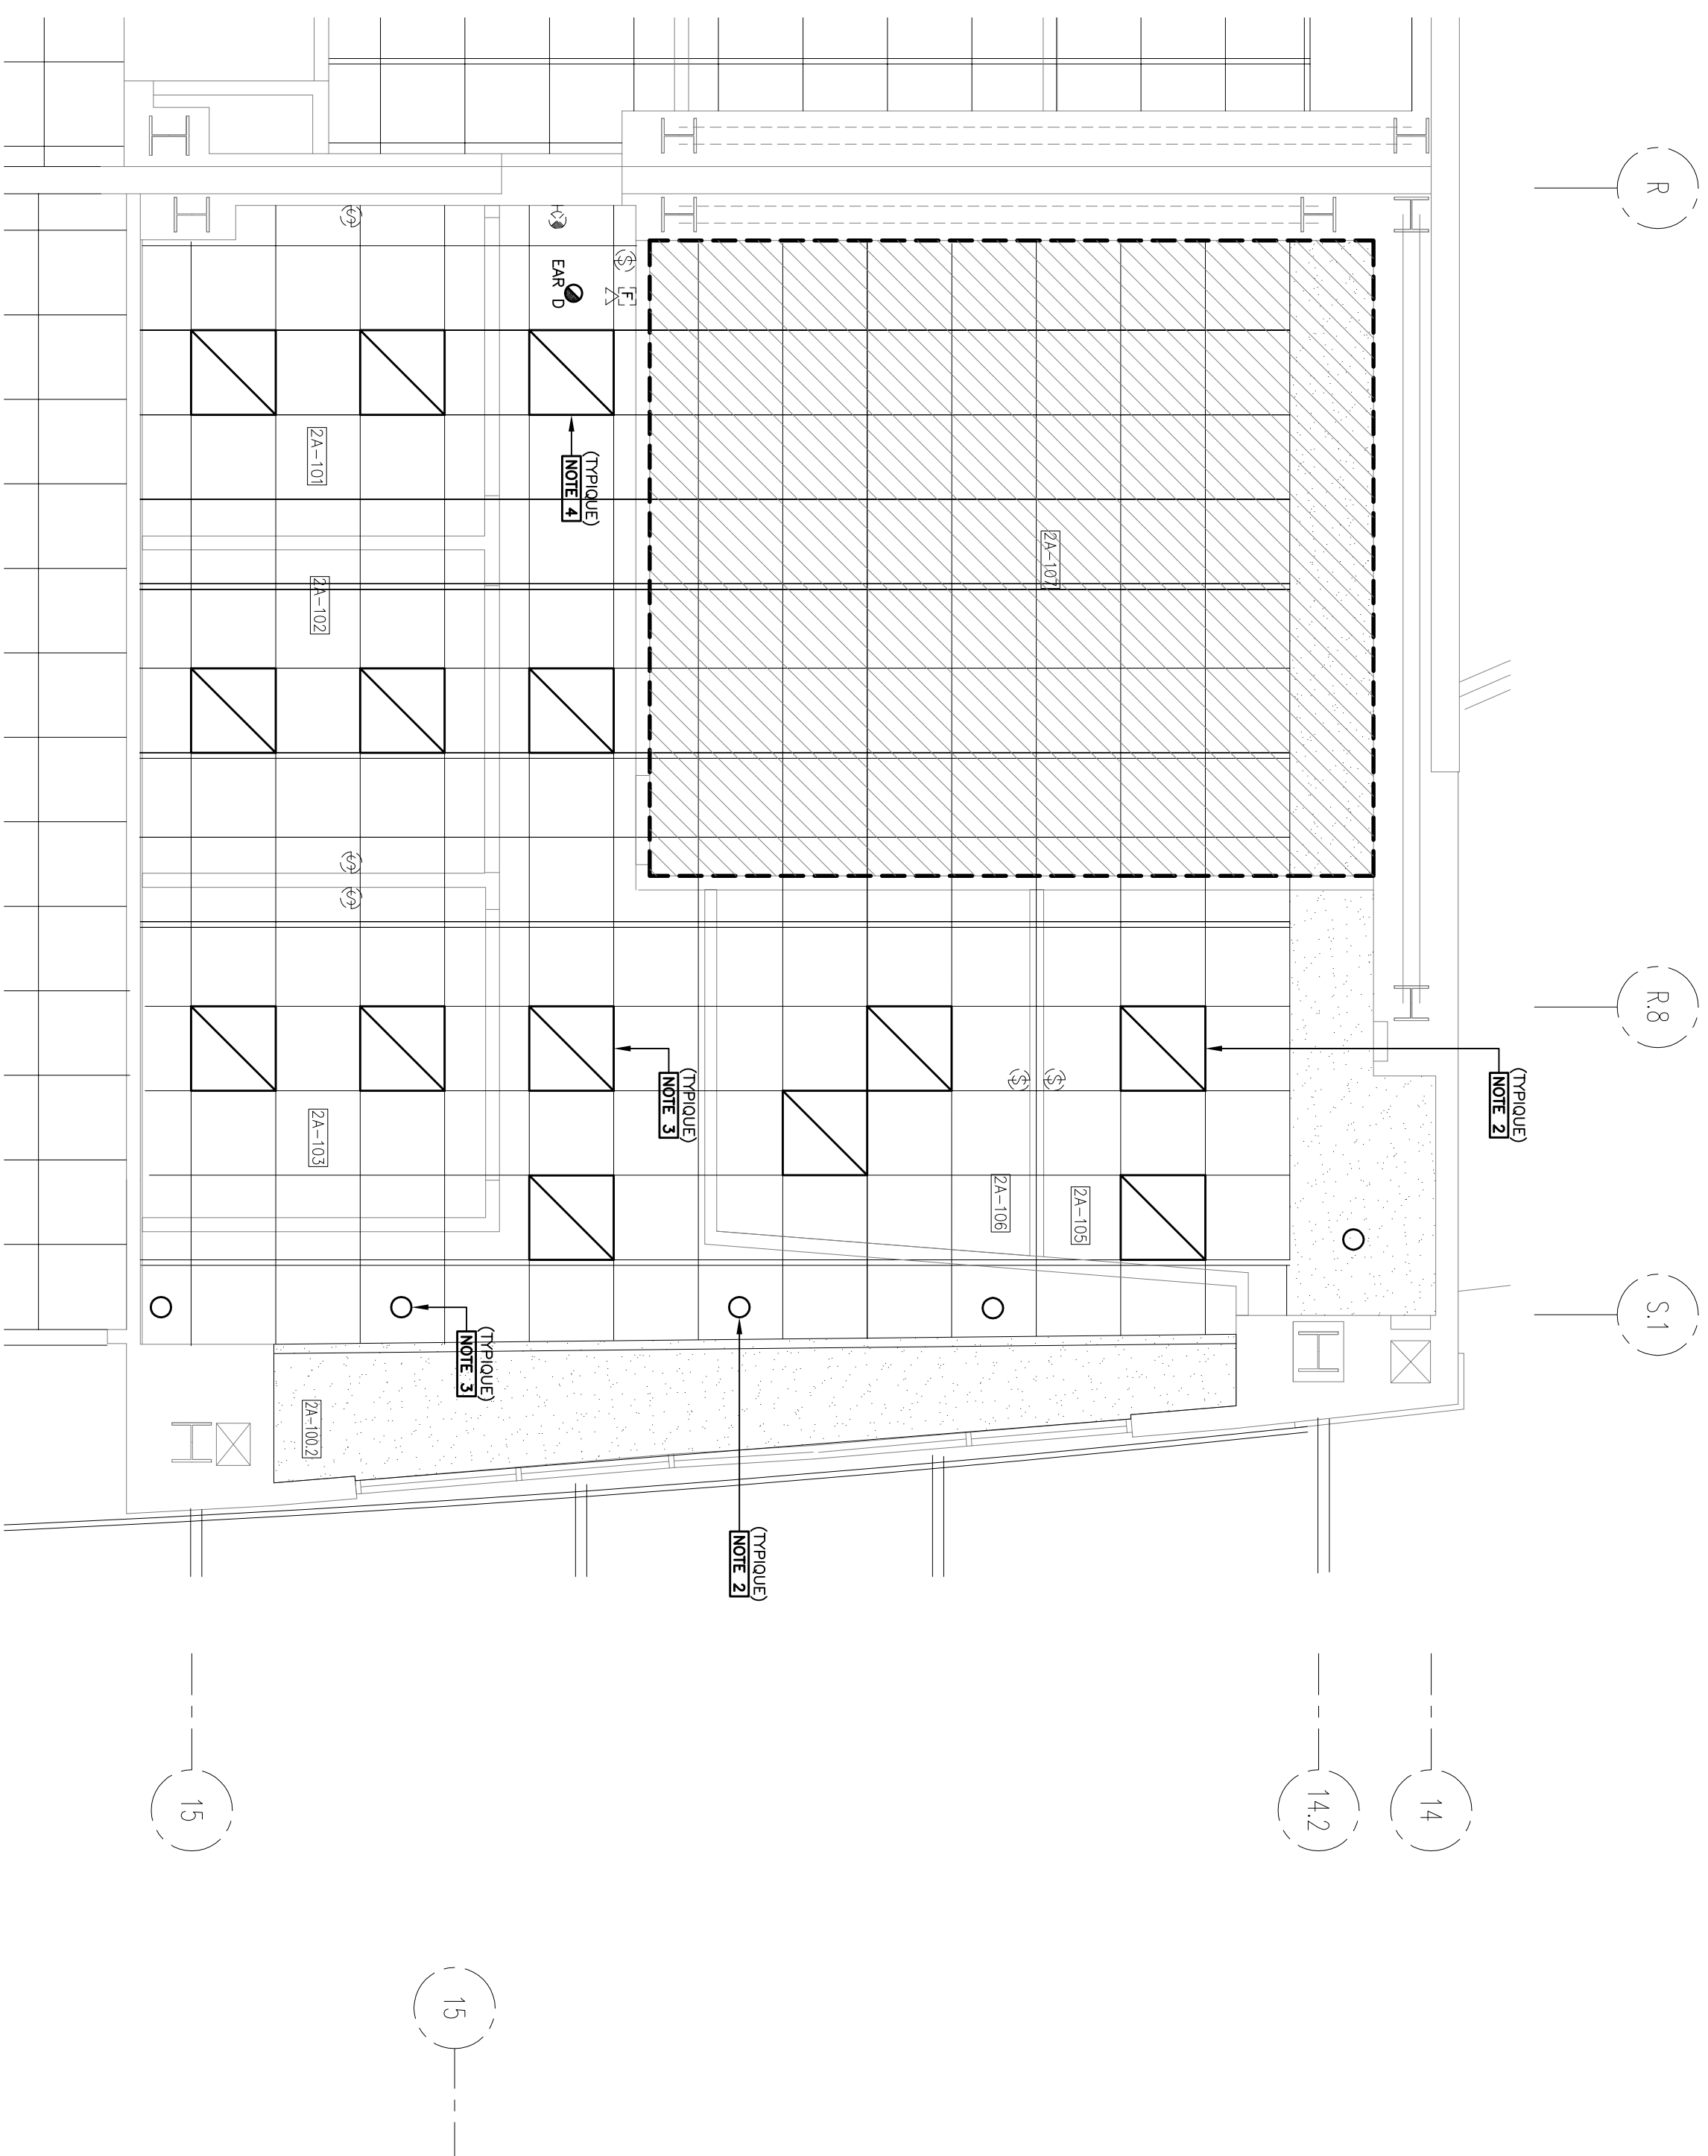 R
R.8
S.1
(TYPIQUE)
NOTE 2
14
14.2
15
2A-107
2A-105
2A-106
F
S
S
S
EAR D
(TYPIQUE)
NOTE 4
(TYPIQUE)
NOTE 3
(TYPIQUE)
NOTE 2
(TYPIQUE)
NOTE 3
S
S
S
2A-101
2A-102
2A-103
2A-100.2
15